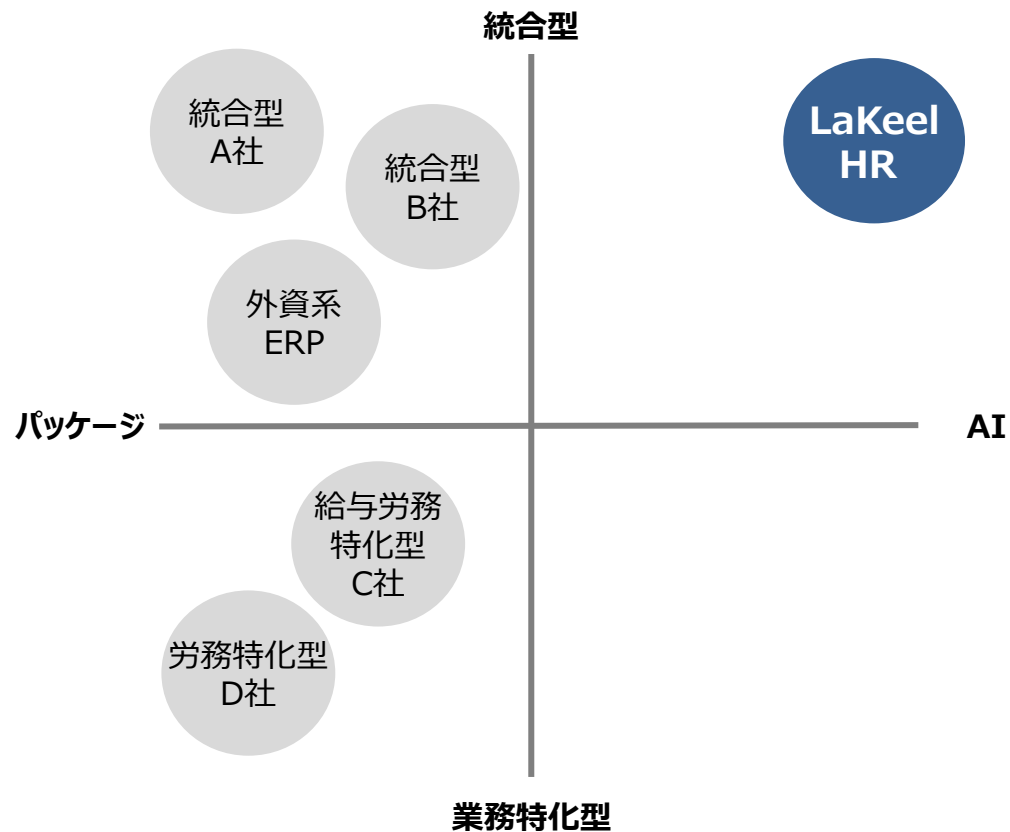 統合型
統合型
A社
統合型
B社
LaKeel
HR
外資系
ERP
パッケージ
AI
給与労務
特化型
C社
労務特化型
D社
業務特化型